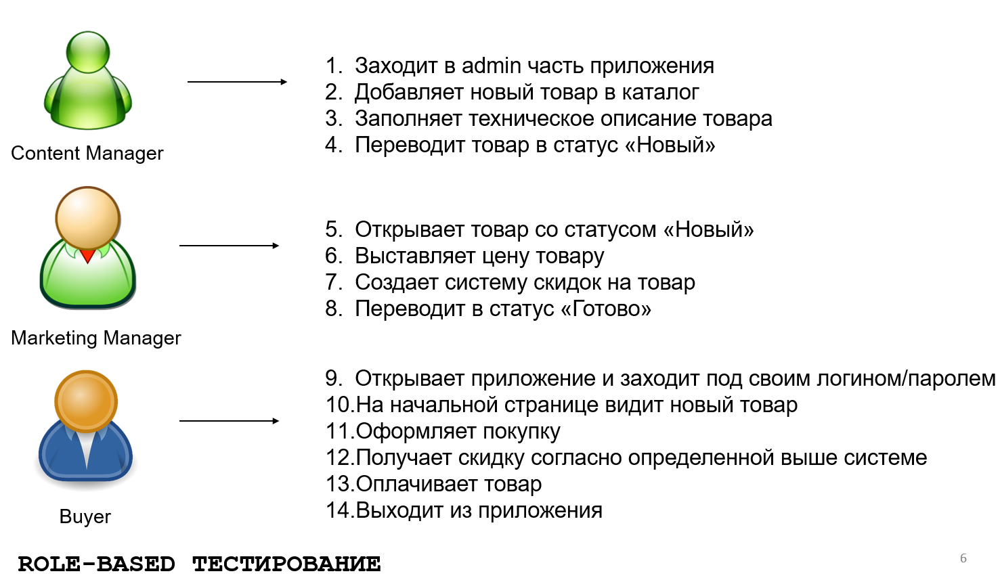 1. Заходит в admin часть приложения
2. Добавляет новый товар в каталог
3. Заполняет техническое описание товара
4. Переводит товар в статус «Новый»
Content Manager
5. Открывает товар со статусом «Новый»
6. Выставляет цену товару
7. Создает систему скидок на товар
8. Переводит в статус «Готово»
Marketing Manager
9. Открывает приложение и заходит под своим логином/паролем
10.На начальной странице видит новый товар
11.Оформляет покупку
12.Получает скидку согласно определенной выше системе
13.Оплачивает товар
14.Выходит из приложения
Buyer
ROLE-BASED ТЕСТИРОВАНИЕ
6